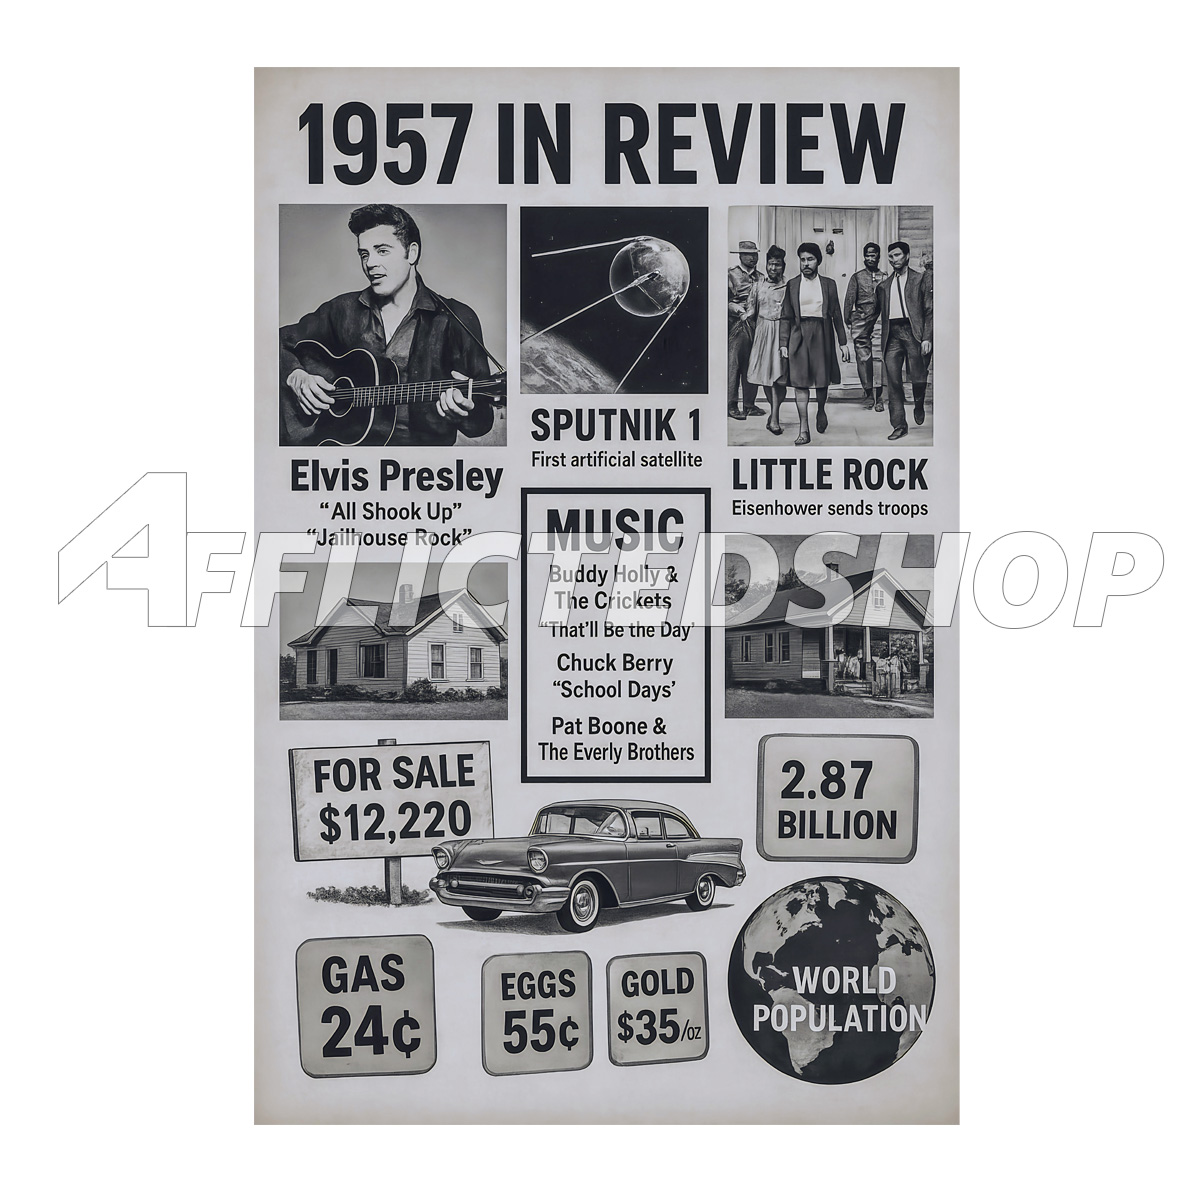 1957 IN REVIEW
Elvis Presley
“All Shook Up”
“Jailhouse Rock”
SPUTNIK 1
First artificial satellite
LITTLE ROCK
Eisenhower sends troops
MUSIC
Buddy Holly &
The Crickets
“That’ll Be the Day’
Chuck Berry
“School Days’
Pat Boone &
The Everly Brothers
AFFLICTEDSHOP
FOR SALE
$12,220
2.87
BILLION
GAS
24¢
EGGS
55¢
GOLD
$35/oz
WORLD
POPULATION